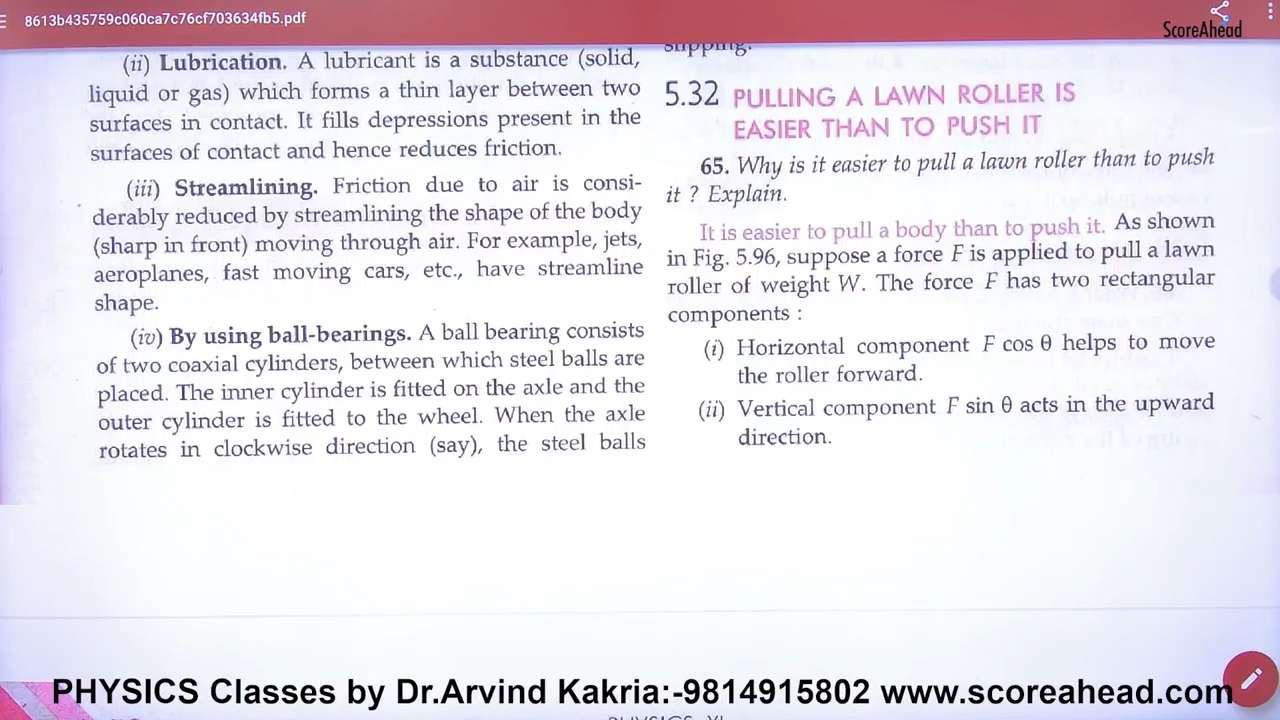 8613b435759c060ca7c76cf703634fb5.pdf
ScoreAhead
(ii) Lubrication. A lubricant is a substance (solid,
liquid or gas) which forms a thin layer between two
surfaces in contact. It fills depressions present in the
surfaces of contact and hence reduces friction.
(iii) Streamlining. Friction due to air is consi-
derably reduced by streamlining the shape of the body
(sharp in front) moving through air. For example, jets,
aeroplanes, fast moving cars, etc., have streamline
shape.
(iv) By using ball-bearings. A ball bearing consists
of two coaxial cylinders, between which steel balls are
placed. The inner cylinder is fitted on the axle and the
outer cylinder is fitted to the wheel. When the axle
rotates in clockwise direction (say), the steel balls
slipping.
5.32 PULLING A LAWN ROLLER IS
EASIER THAN TO PUSH IT
65. Why is it easier to pull a lawn roller than to push
it ? Explain.
It is easier to pull a body than to push it. As shown
in Fig. 5.96, suppose a force F is applied to pull a lawn
roller of weight W. The force F has two rectangular
components :
(i) Horizontal component F cos θ helps to move
the roller forward.
(ii) Vertical component F sin θ acts in the upward
direction.
PHYSICS Classes by Dr.Arvind Kakria:-9814915802 www.scoreahead.com